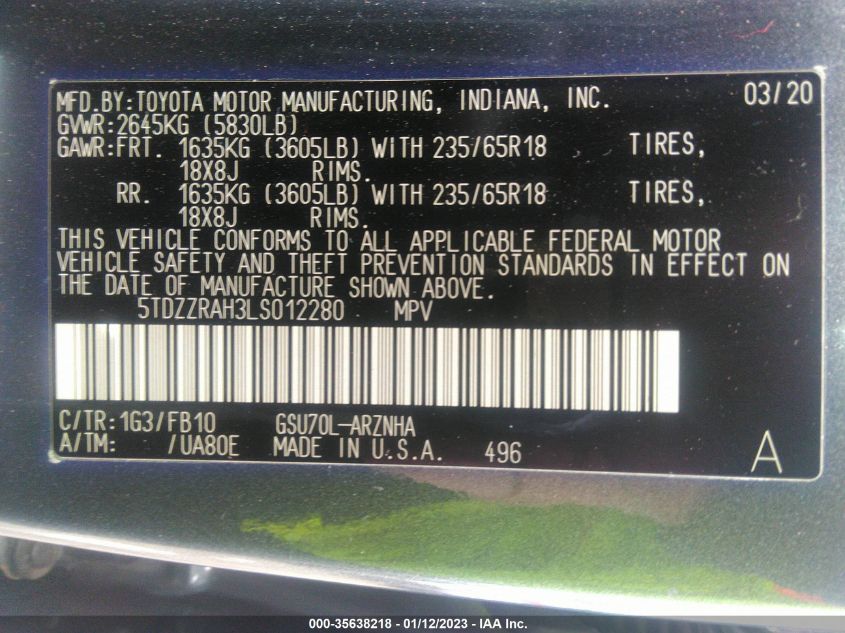 MFD.BY:TOYOTA MOTOR MANUFACTURING, INDIANA, INC. 03/20
GVWR:2645KG (5830LB)
GAWR:FRT. 1635KG (3605LB) WITH 235/65R18 TIRES,
18X8J RIMS.
RR. 1635KG (3605LB) WITH 235/65R18 TIRES,
18X8J RIMS.
THIS VEHICLE CONFORMS TO ALL APPLICABLE FEDERAL MOTOR
VEHICLE SAFETY AND THEFT PREVENTION STANDARDS IN EFFECT ON
THE DATE OF MANUFACTURE SHOWN ABOVE.
5TDZZRAH3LS012280 MPV
C/TR:1G3/FB10 GSU70L-ARZNHA
A/TM: /UA80E MADE IN U.S.A. 496 A
000-35638218 - 01/12/2023 - IAA Inc.